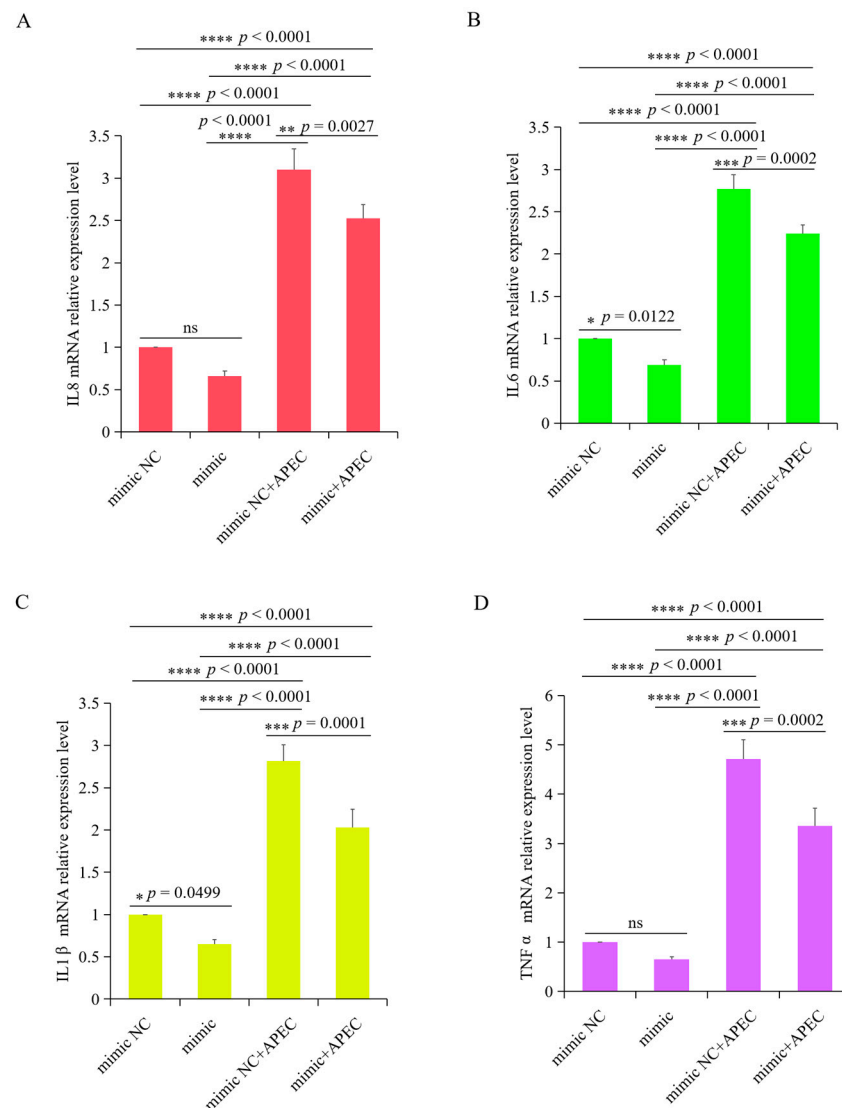 A
**** p < 0.0001
**** p < 0.0001
**** p < 0.0001
p < 0.0001
****
** p = 0.0027
ns
IL8 mRNA relative expression level
3.5
3
2.5
2
1.5
1
0.5
0
mimic NC
mimic
mimic NC+APEC
mimic+APEC
B
**** p < 0.0001
**** p < 0.0001
**** p < 0.0001
**** p < 0.0001
*** p = 0.0002
* p = 0.0122
IL6 mRNA relative expression level
3.5
3
2.5
2
1.5
1
0.5
0
mimic NC
mimic
mimic NC+APEC
mimic+APEC
C
**** p < 0.0001
**** p < 0.0001
**** p < 0.0001
**** p < 0.0001
*** p = 0.0001
* p = 0.0499
IL1 β mRNA relative expression level
3.5
3
2.5
2
1.5
1
0.5
0
mimic NC
mimic
mimic NC+APEC
mimic+APEC
D
**** p < 0.0001
**** p < 0.0001
**** p < 0.0001
**** p < 0.0001
*** p = 0.0002
ns
TNF α mRNA relative expression level
6
5
4
3
2
1
0
mimic NC
mimic
mimic NC+APEC
mimic+APEC